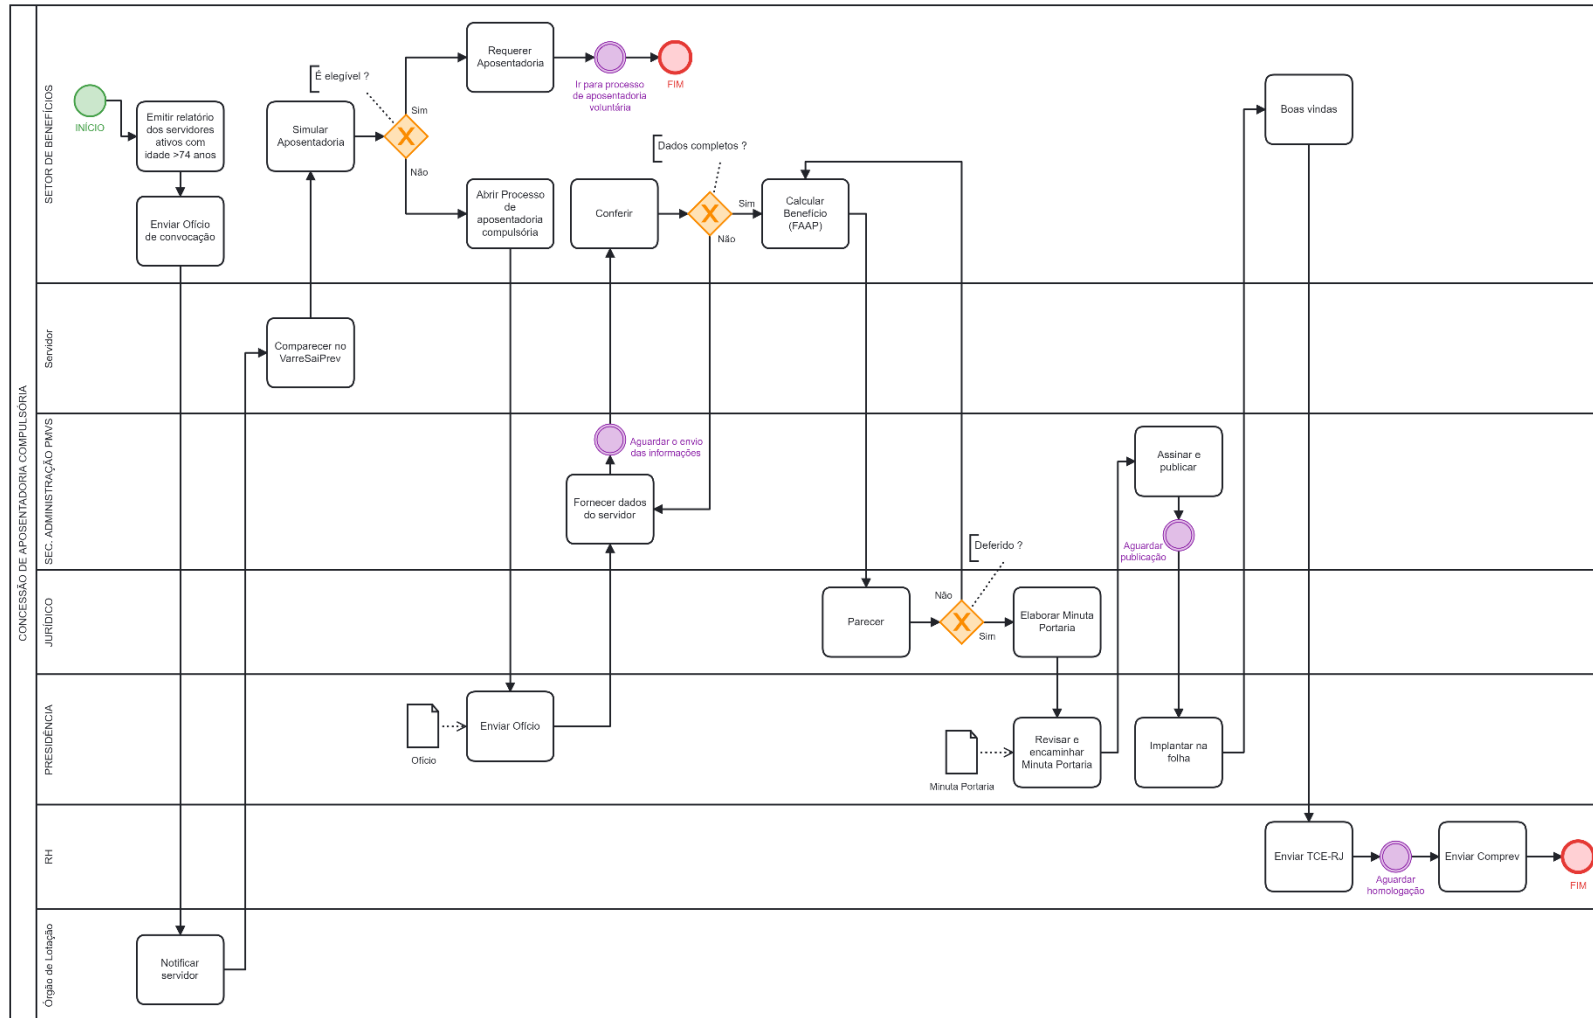 CONCESSÃO DE APOSENTADORIA COMPULSÓRIA
SETOR DE BENEFÍCIOS
INÍCIO
Emitir relatório
dos servidores
ativos com
idade >74 anos
Enviar Ofício
de convocação
Simular
Aposentadoria
É elegível ?
Sim
Não
Requerer
Aposentadoria
Ir para processo
de aposentadoria
voluntária
FIM
Abrir Processo
de
aposentadoria
compulsória
Conferir
Dados completos ?
Sim
Não
Calcular
Benefício
(FAAP)
Boas vindas
Servidor
Comparecer no
VarreSaiPrev
SEC. ADMINISTRAÇÃO PMVS
Aguardar o envio
das informações
Fornecer dados
do servidor
Assinar e
publicar
Aguardar
publicação
JURÍDICO
Parecer
Deferido ?
Não
Sim
Elaborar Minuta
Portaria
PRESIDÊNCIA
Ofício
Enviar Ofício
Minuta Portaria
Revisar e
encaminhar
Minuta Portaria
Implantar na
folha
RH
Enviar TCE-RJ
Aguardar
homologação
Enviar Comprev
FIM
Órgão de Lotação
Notificar
servidor